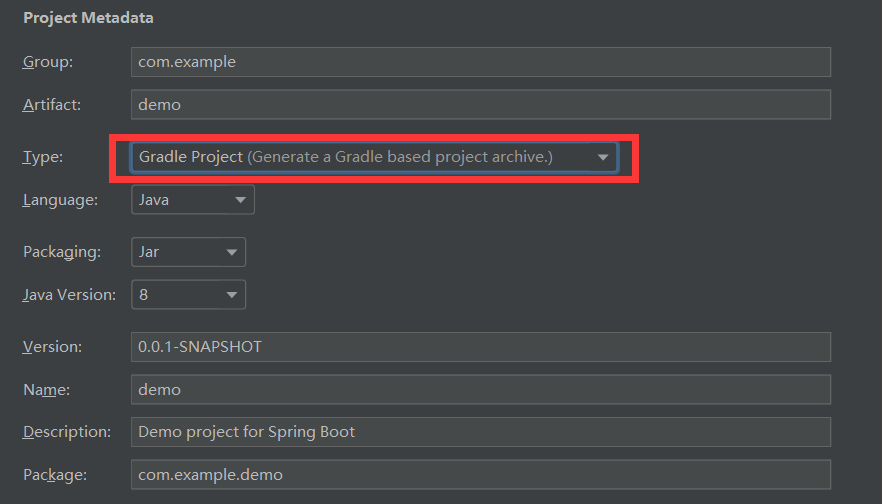 Project Metadata
Group: com.example
Artifact: demo
Type: Gradle Project (Generate a Gradle based project archive.)
Language: Java
Packaging: Jar
Java Version: 8
Version: 0.0.1-SNAPSHOT
Name: demo
Description: Demo project for Spring Boot
Package: com.example.demo